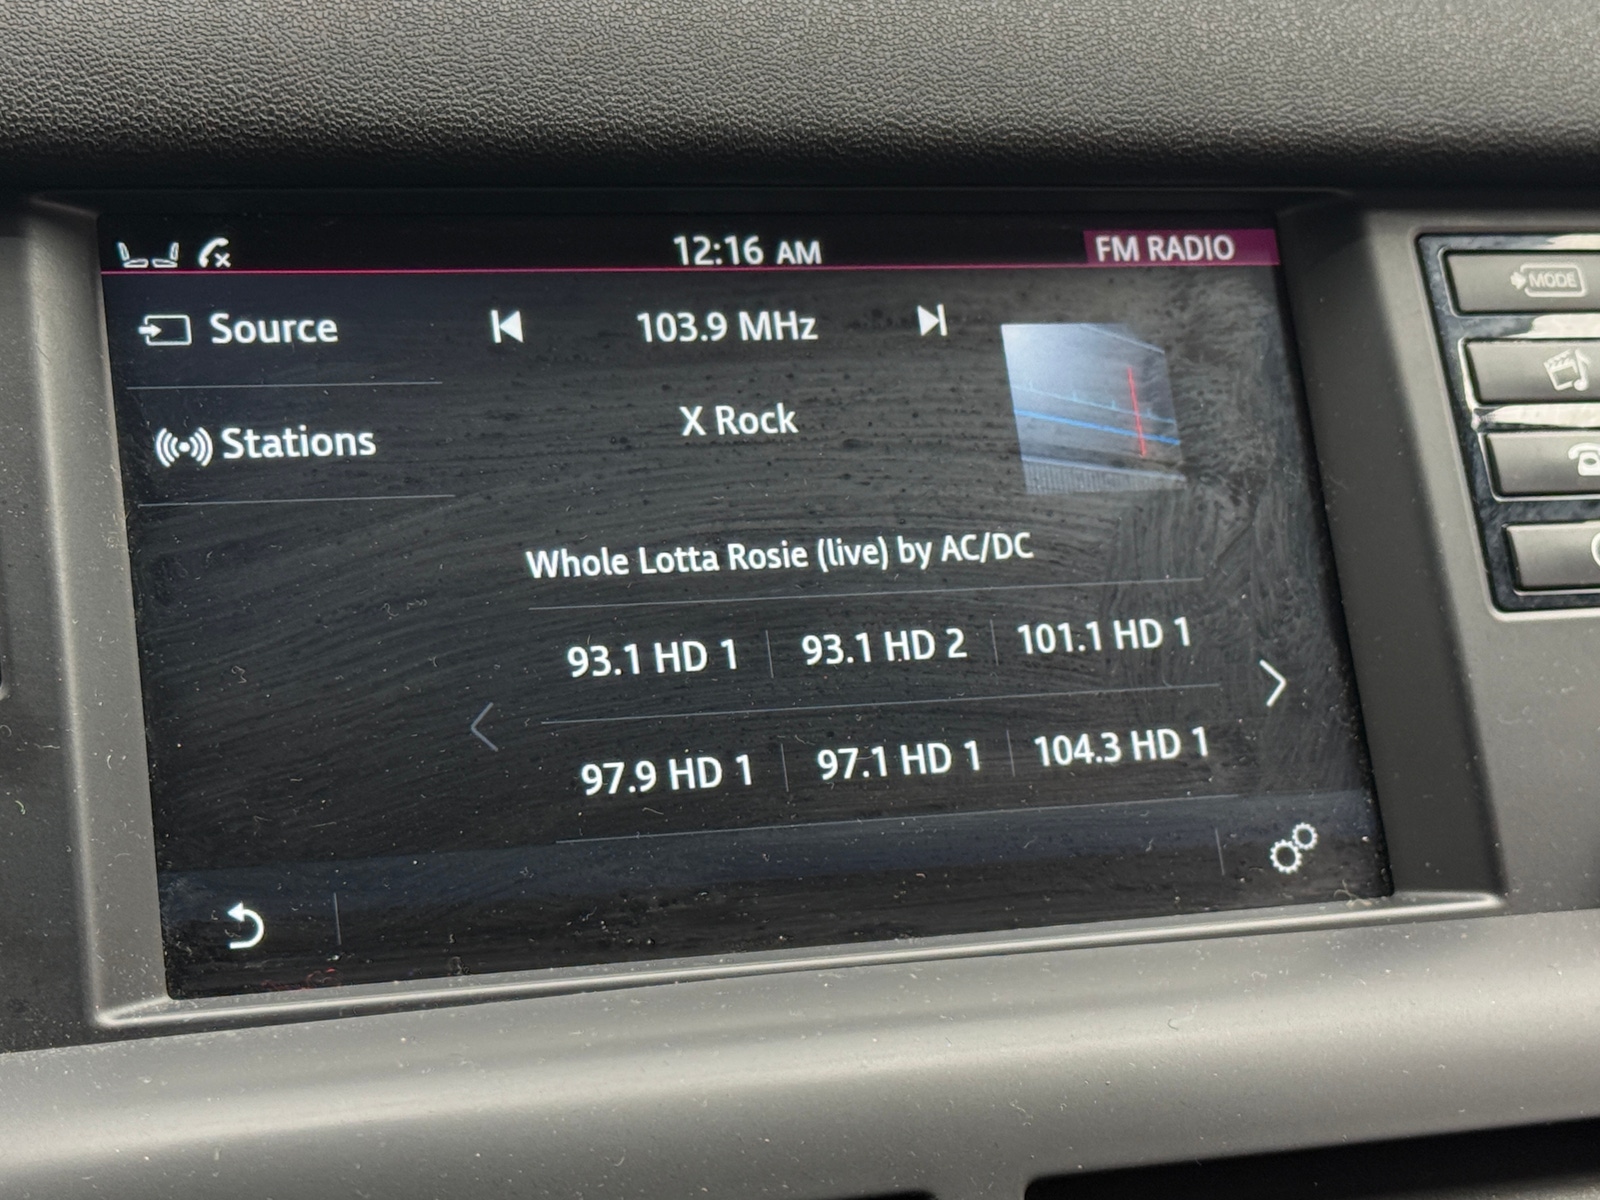 12:16 AM
FM RADIO
MODE
Source
103.9 MHz
X Rock
Stations
Whole Lotta Rosie (live) by AC/DC
93.1 HD 1
93.1 HD 2
101.1 HD 1
97.9 HD 1
97.1 HD 1
104.3 HD 1